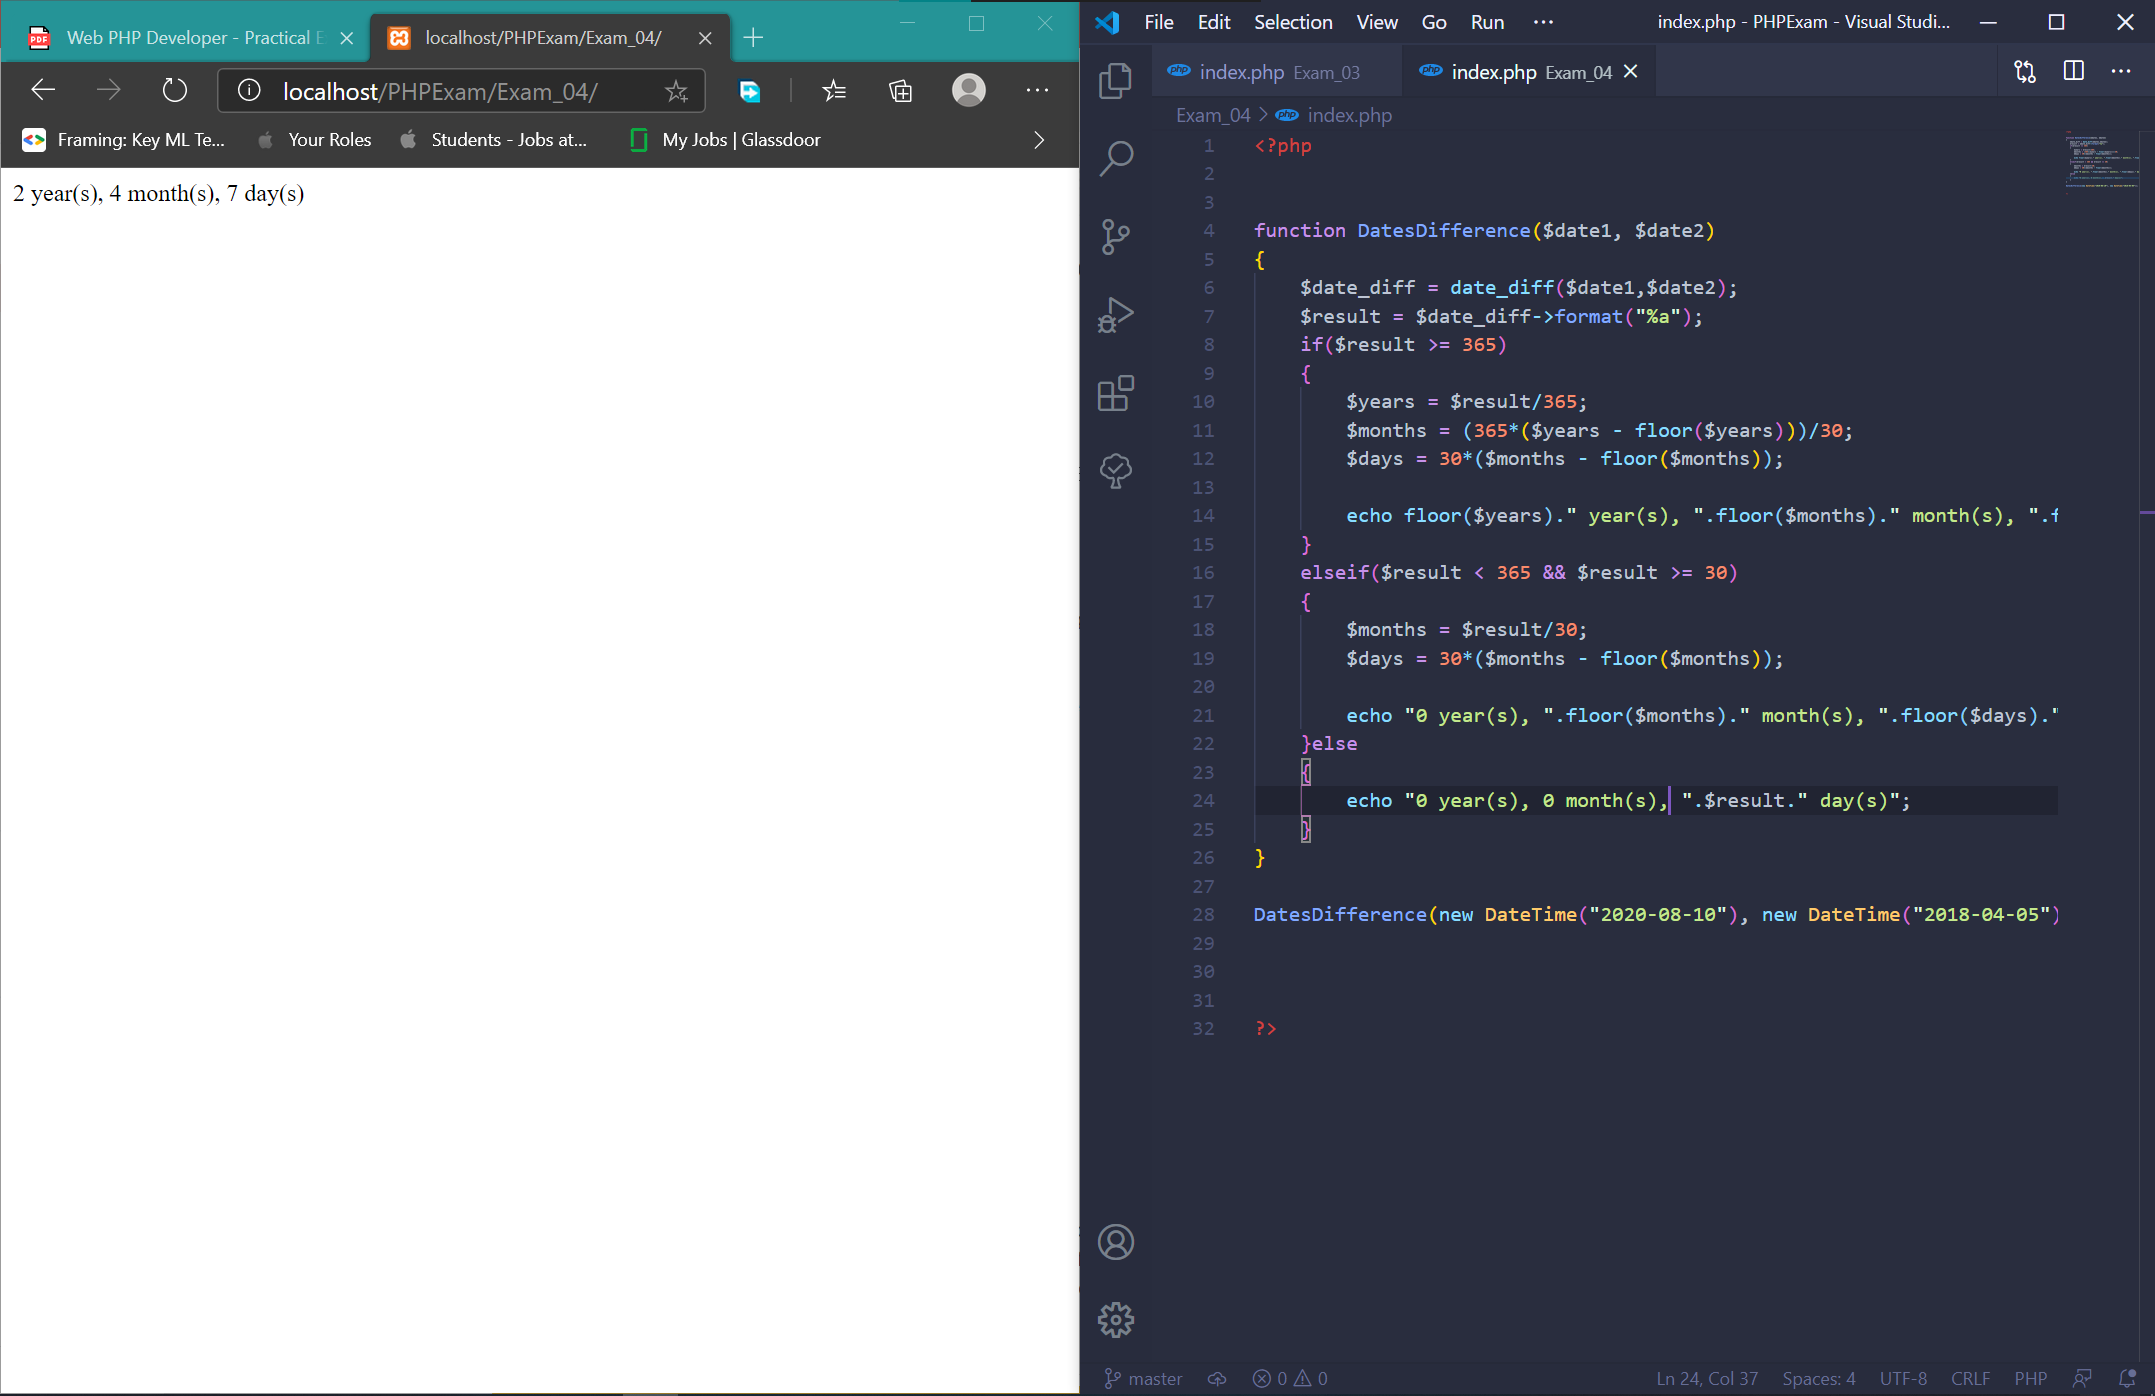 Web PHP Developer - Practical E
localhost/PHPExam/Exam_04/
localhost/PHPExam/Exam_04/
Framing: Key ML Te... Your Roles Students - Jobs at... My Jobs | Glassdoor
2 year(s), 4 month(s), 7 day(s)
File Edit Selection View Go Run ··· index.php - PHPExam - Visual Studi...
php index.php Exam_03 php index.php Exam_04
Exam_04 > php index.php
1 <?php
2
3
4 function DatesDifference($date1, $date2)
5 {
6 $date_diff = date_diff($date1,$date2);
7 $result = $date_diff->format("%a");
8 if($result >= 365)
9 {
10 $years = $result/365;
11 $months = (365*($years - floor($years)))/30;
12 $days = 30*($months - floor($months));
13
14 echo floor($years)." year(s), ".floor($months)." month(s), ".f
15 }
16 elseif($result < 365 && $result >= 30)
17 {
18 $months = $result/30;
19 $days = 30*($months - floor($months));
20
21 echo "0 year(s), ".floor($months)." month(s), ".floor($days)."
22 }else
23 {
24 echo "0 year(s), 0 month(s), ".$result." day(s)";
25 }
26 }
27
28 DatesDifference(new DateTime("2020-08-10"), new DateTime("2018-04-05")
29
30
31
32 ?>
master 0 0 Ln 24, Col 37 Spaces: 4 UTF-8 CRLF PHP